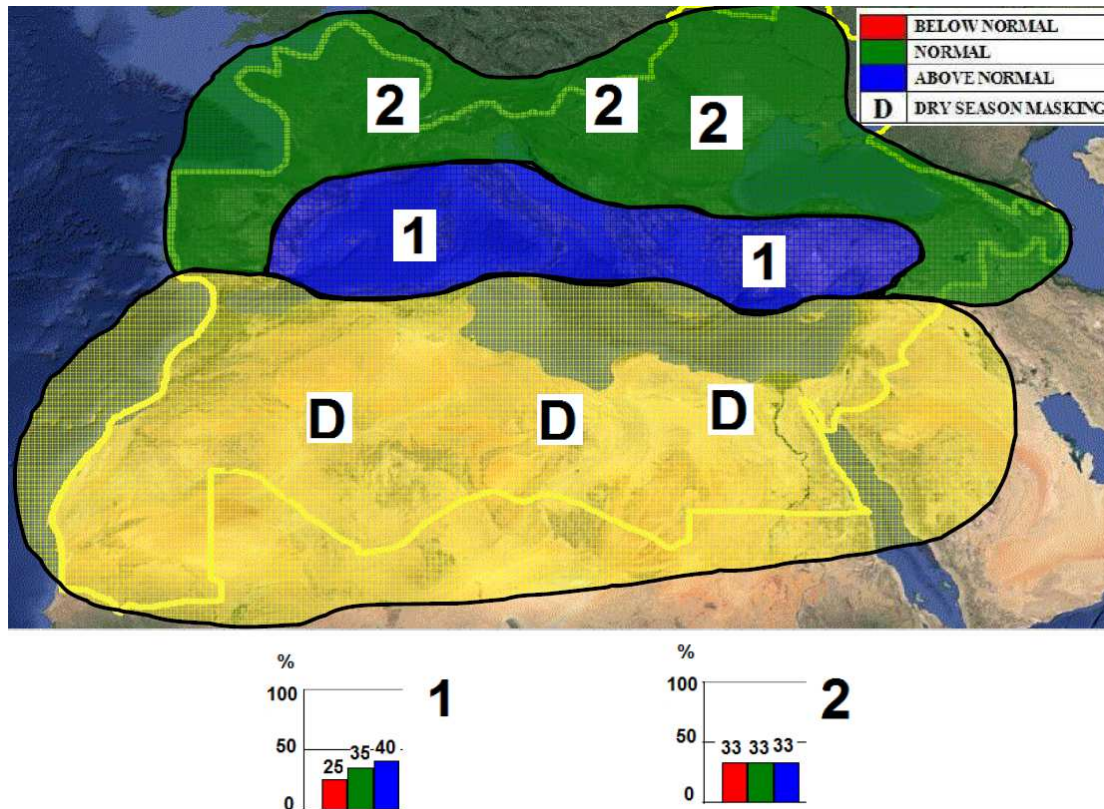 BELOW NORMAL
NORMAL
ABOVE NORMAL
D DRY SEASON MASKING
2 2 2
1 1
D D D
%
100
50
0
25 35 40
1
%
100
50
0
33 33 33
2